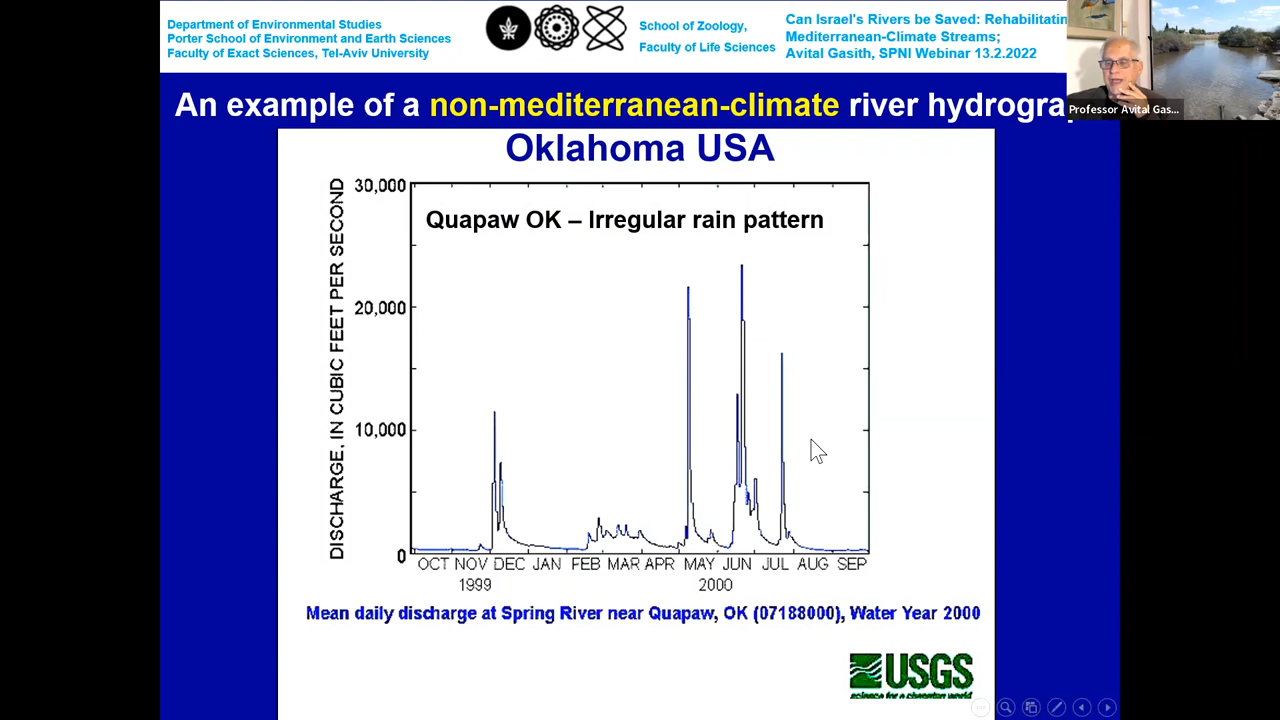 Department of Environmental Studies
Porter School of Environment and Earth Sciences
Faculty of Exact Sciences, Tel-Aviv University
School of Zoology,
Faculty of Life Sciences
Can Israel's Rivers be Saved: Rehabilitatin
Mediterranean-Climate Streams;
Avital Gasith, SPNI Webinar 13.2.2022
Professor Avital Gas...
An example of a non-mediterranean-climate river hydrogra
Oklahoma USA
Quapaw OK – Irregular rain pattern
DISCHARGE, IN CUBIC FEET PER SECOND
30,000
20,000
10,000
0
OCT NOV DEC JAN FEB MAR APR MAY JUN JUL AUG SEP
1999 2000
Mean daily discharge at Spring River near Quapaw, OK (07188000), Water Year 2000
USGS
science for a changing world